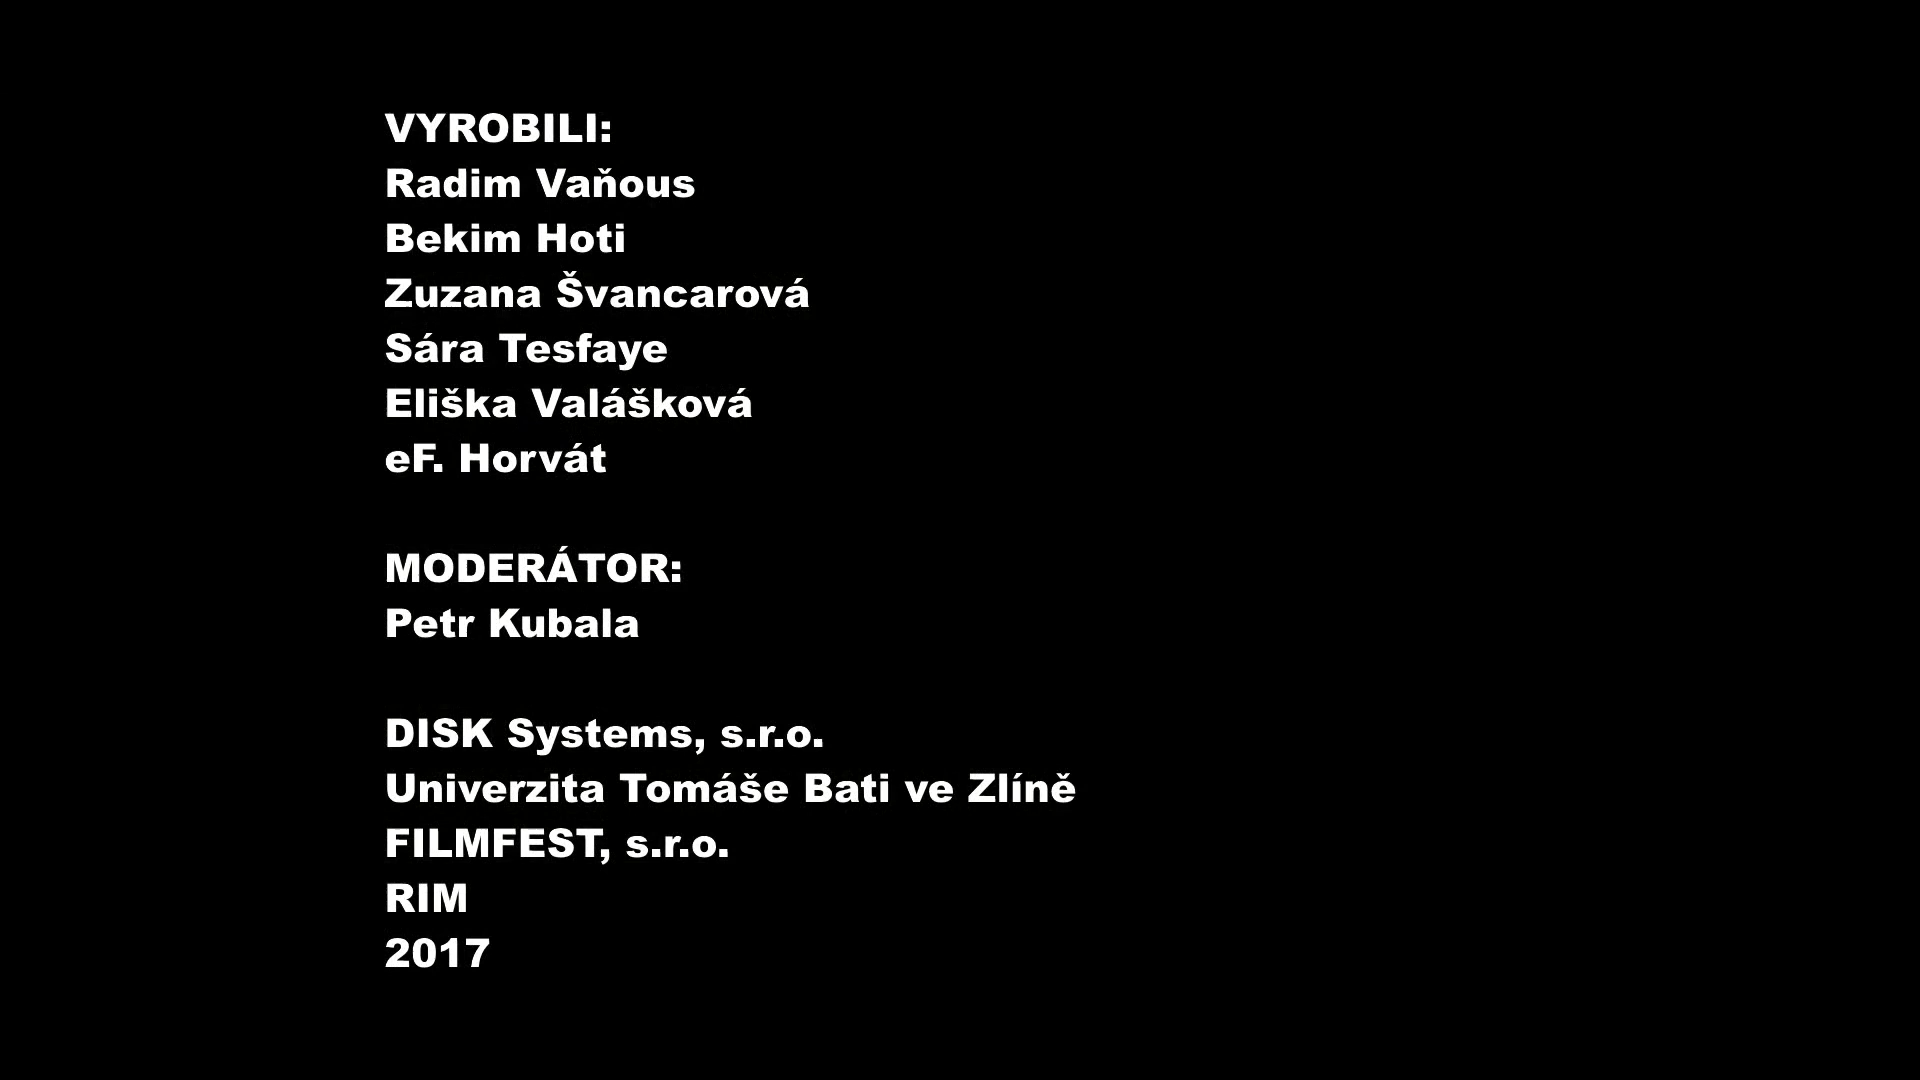 VYROBILI:
Radim Vaňous
Bekim Hoti
Zuzana Švancarová
Sára Tesfaye
Eliška Valášková
eF. Horvát
MODERÁTOR:
Petr Kubala
DISK Systems, s.r.o.
Univerzita Tomáše Bati ve Zlíně
FILMFEST, s.r.o.
RIM
2017